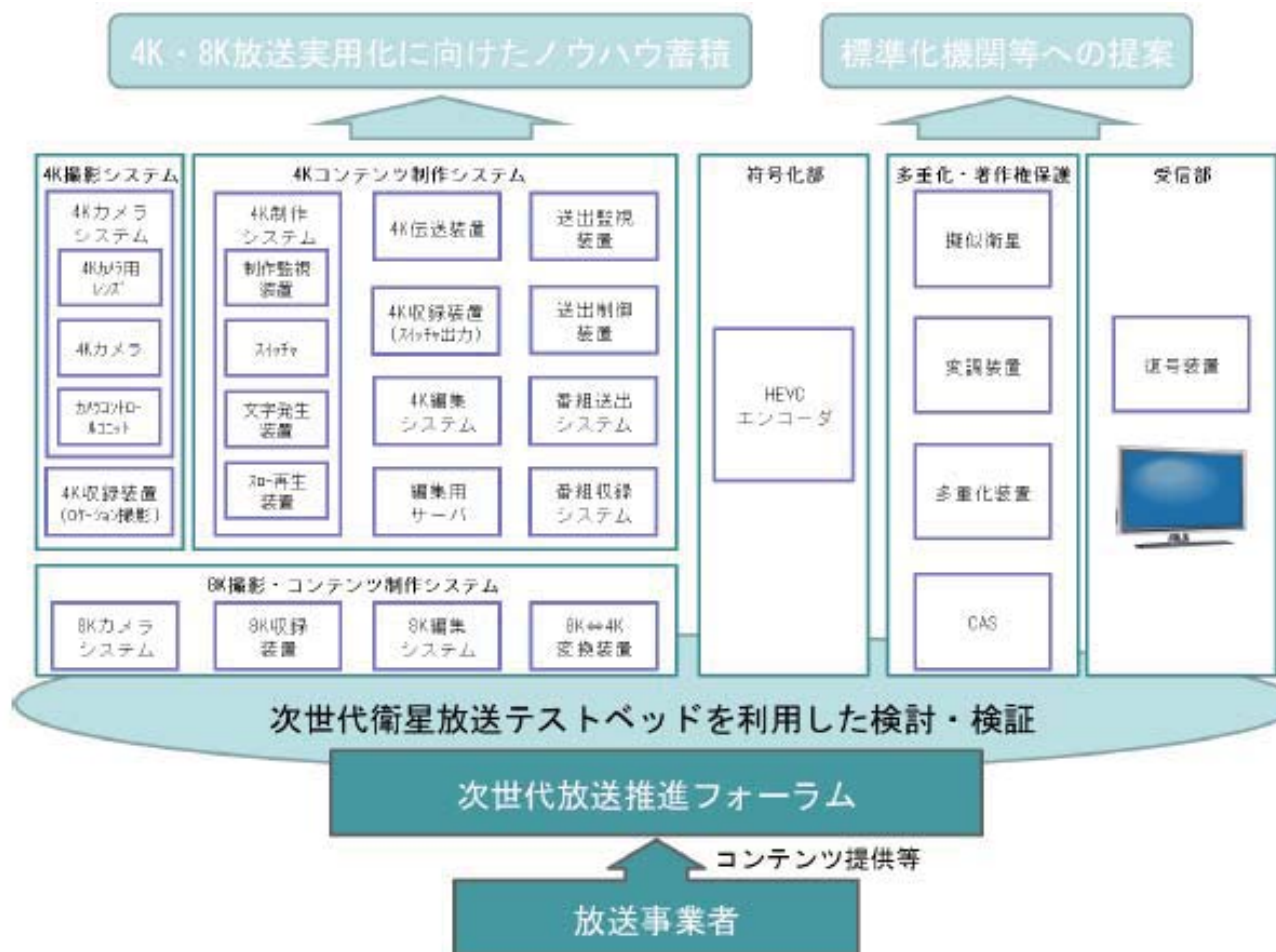 4K・8K放送実用化に向けたノウハウ蓄積
標準化機関等への提案
4K撮影システム
4Kカメラ
システム
4Kカメラ用
レンズ
4Kカメラ
カメラコントロー
ルユニット
4K収録装置
(ロケーション撮影)
4Kコンテンツ制作システム
4K制作
システム
制作監視
装置
スイッチャ
文字発生
装置
スロー再生
装置
4K伝送装置
4K収録装置
(スイッチャ出力)
4K編集
システム
編集用
サーバ
送出監視
装置
送出制御
装置
番組送出
システム
番組収録
システム
8K撮影・コンテンツ制作システム
8Kカメラ
システム
8K収録
装置
8K編集
システム
8K⇔4K
変換装置
符号化部
HEVC
エンコーダ
多重化・著作権保護
擬似衛星
変調装置
多重化装置
CAS
受信部
復号装置
次世代衛星放送テストベッドを利用した検討・検証
次世代放送推進フォーラム
コンテンツ提供等
放送事業者